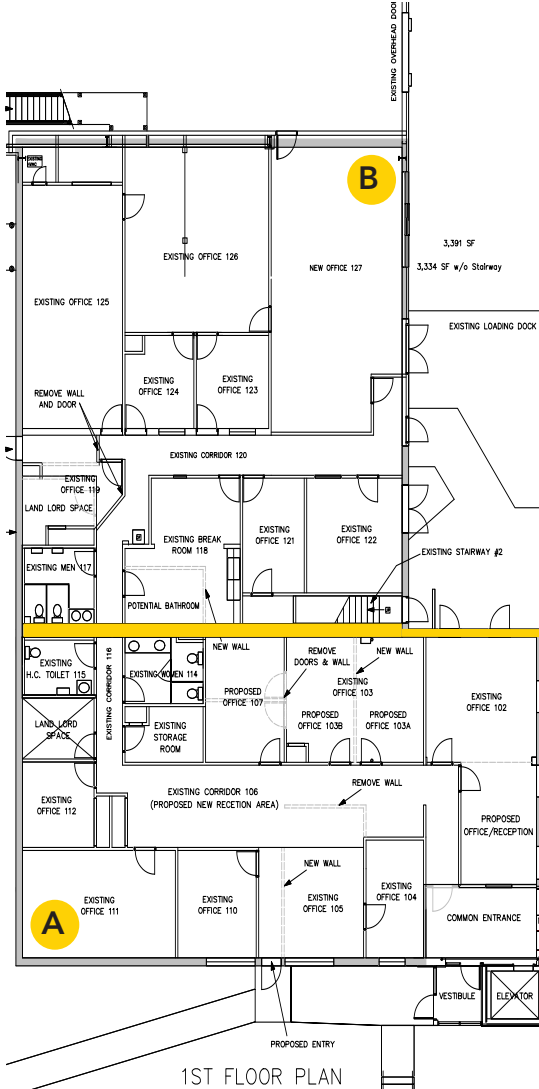 EXISTING OVERHEAD DOOR
EXISTING
HVAC
B
3,391 SF
3,334 SF w/o Stairway
EXISTING OFFICE 126
NEW OFFICE 127
EXISTING OFFICE 125
EXISTING LOADING DOCK
EXISTING
OFFICE 124
EXISTING
OFFICE 123
REMOVE WALL
AND DOOR
EXISTING CORRIDOR 120
EXISTING
OFFICE 119
LAND LORD SPACE
EXISTING BREAK
ROOM 118
EXISTING
OFFICE 121
EXISTING
OFFICE 122
EXISTING STAIRWAY #2
EXISTING MEN 117
POTENTIAL BATHROOM
NEW WALL
REMOVE
DOORS & WALL
NEW WALL
EXISTING
H.C. TOILET 115
EXISTING CORRIDOR 116
EXISTING WOMEN 114
PROPOSED
OFFICE 107
EXISTING
OFFICE 103
EXISTING
OFFICE 102
LAND LORD
SPACE
EXISTING
STORAGE
ROOM
PROPOSED
OFFICE 103B
PROPOSED
OFFICE 103A
EXISTING CORRIDOR 106
(PROPOSED NEW RECETION AREA)
REMOVE WALL
EXISTING
OFFICE 112
PROPOSED
OFFICE/RECEPTION
NEW WALL
EXISTING
OFFICE 111
A
EXISTING
OFFICE 110
EXISTING
OFFICE 105
EXISTING
OFFICE 104
COMMON ENTRANCE
VESTIBULE
ELEVATOR
PROPOSED ENTRY
1ST FLOOR PLAN